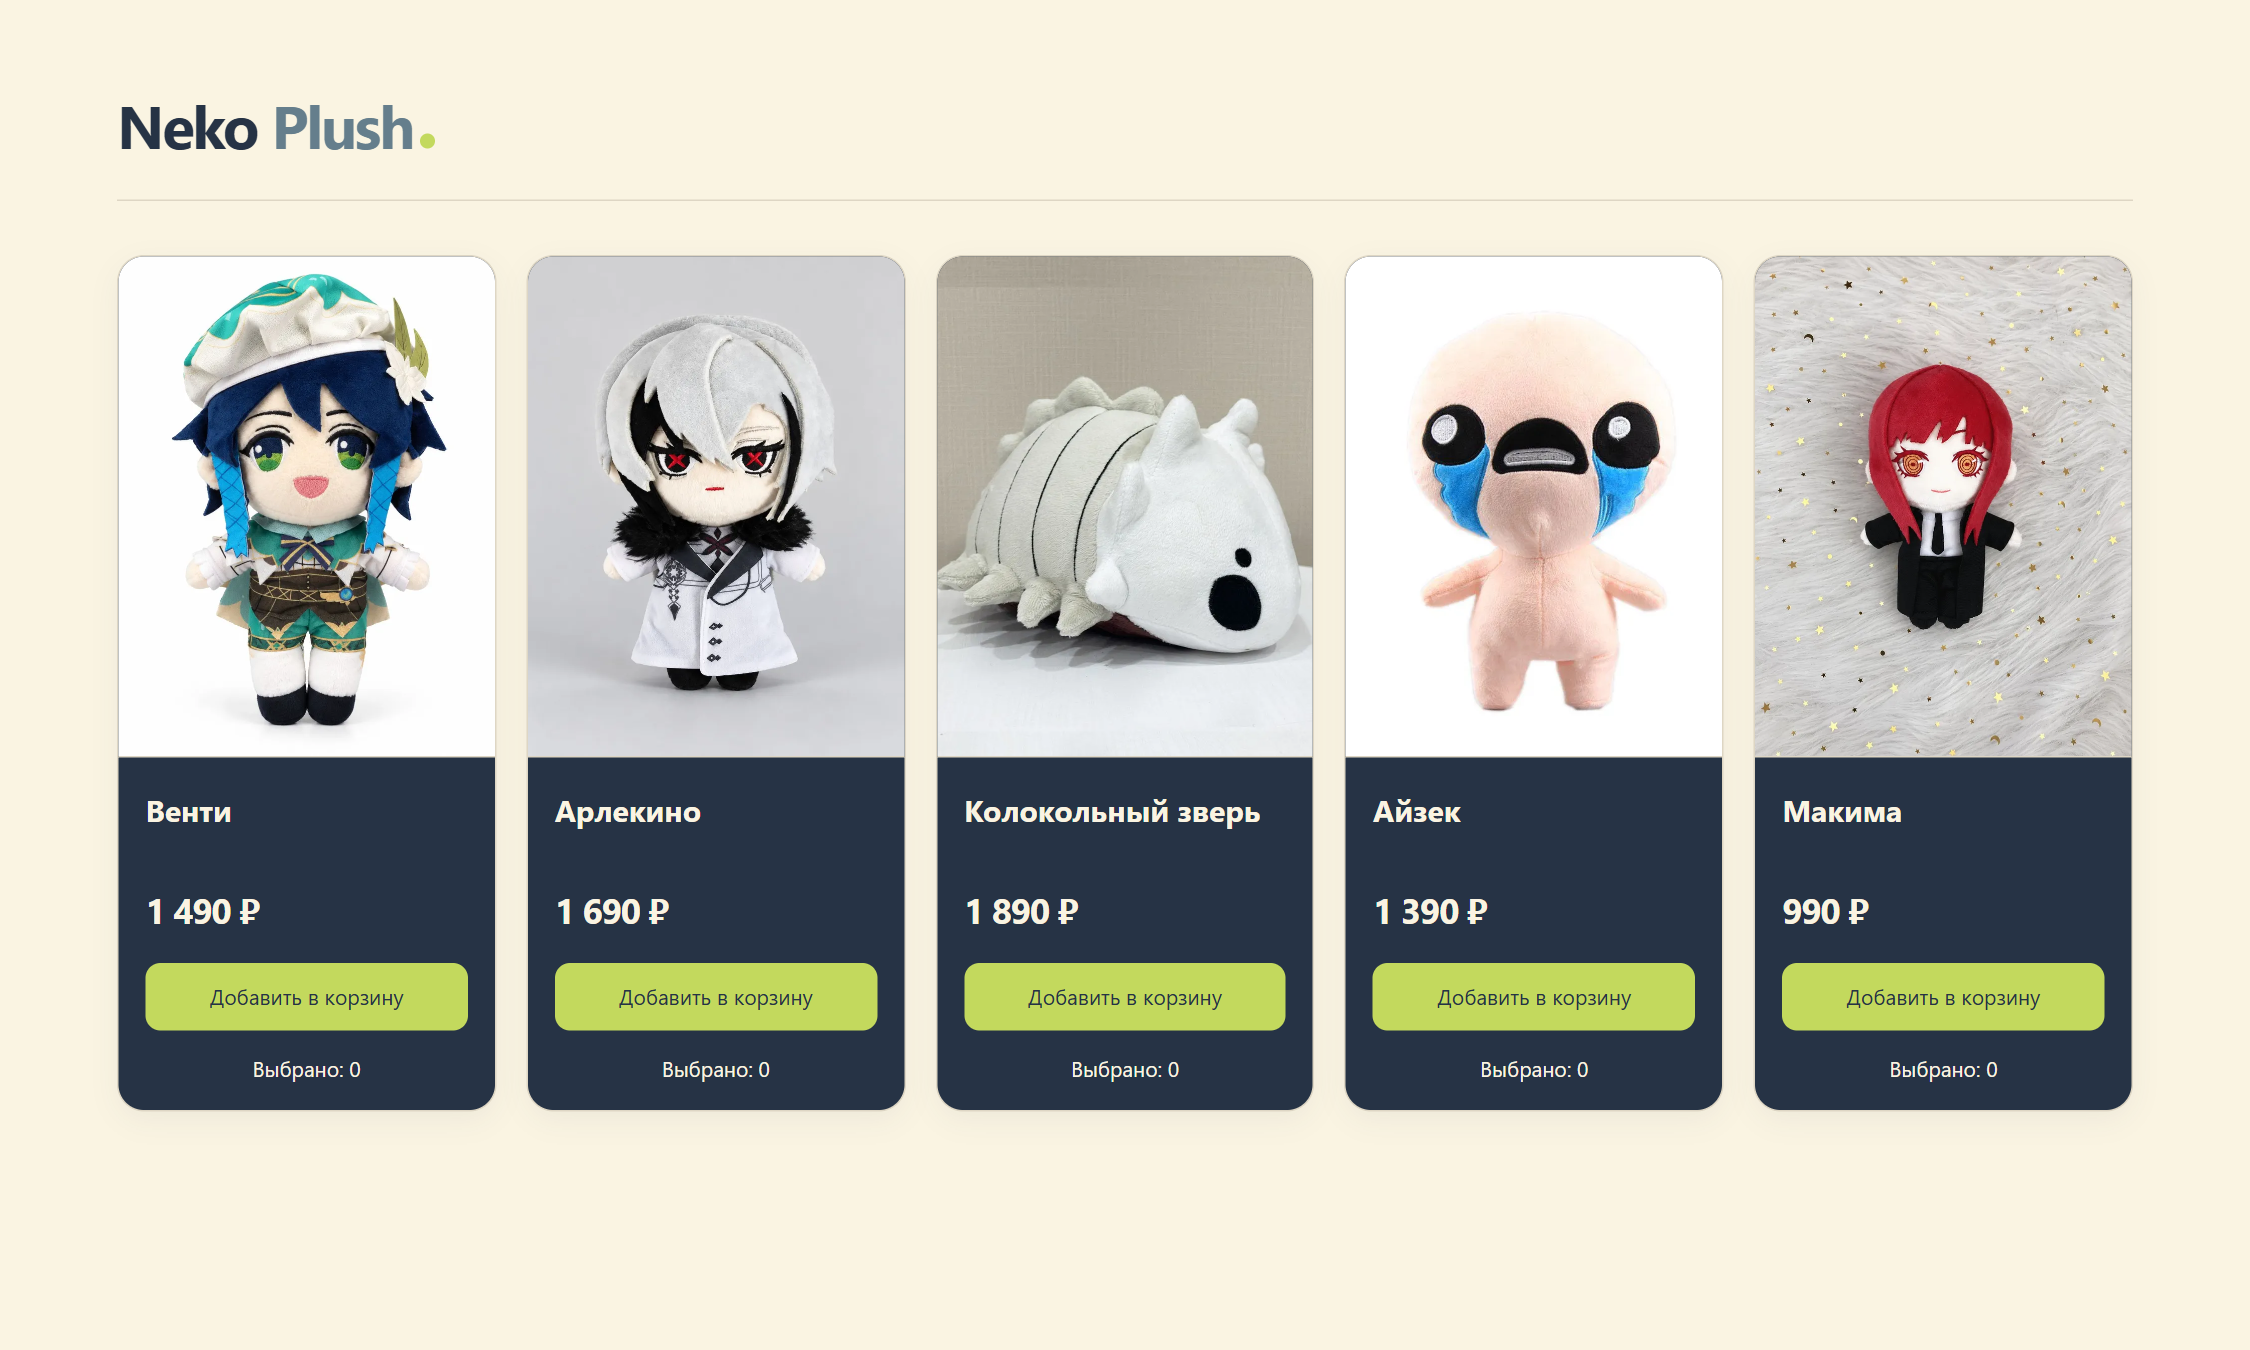 Neko Plush.
Венти
1 490 ₽
Добавить в корзину
Выбрано: 0
Арлекино
1 690 ₽
Добавить в корзину
Выбрано: 0
Колокольный зверь
1 890 ₽
Добавить в корзину
Выбрано: 0
Айзек
1 390 ₽
Добавить в корзину
Выбрано: 0
Макима
990 ₽
Добавить в корзину
Выбрано: 0